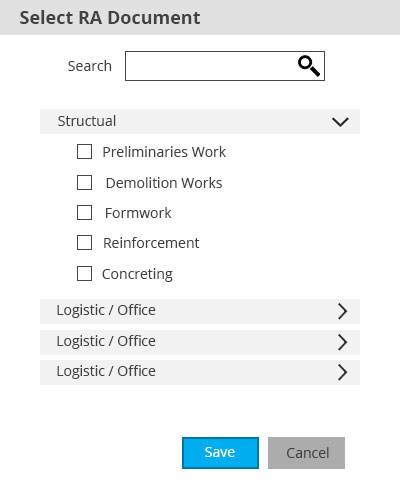 Select RA Document
Search
Structual
Preliminaries Work
Demolition Works
Formwork
Reinforcement
Concreting
Logistic / Office
Logistic / Office
Logistic / Office
Save Cancel